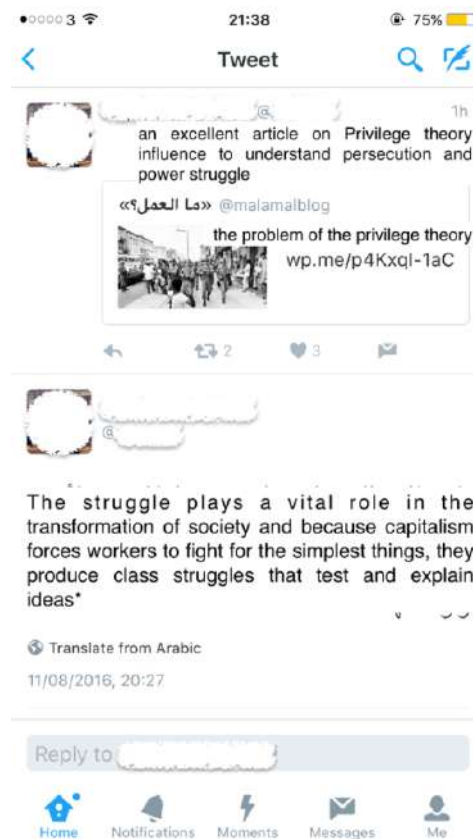 3 21:38 75%
Tweet
@ 1h
an excellent article on Privilege theory
influence to understand persecution and
power struggle
«ما العمل؟» @malamalblog
the problem of the privilege theory
wp.me/p4Kxql-1aC
2 3
@
The struggle plays a vital role in the
transformation of society and because capitalism
forces workers to fight for the simplest things, they
produce class struggles that test and explain
ideas*
Translate from Arabic
11/08/2016, 20:27
Reply to
Home Notifications Moments Messages Me